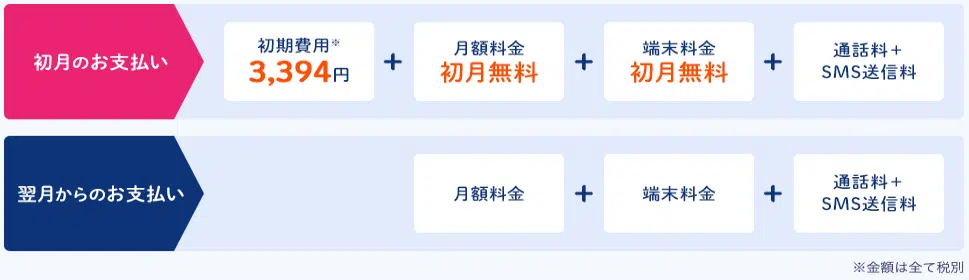 初月のお支払い
初期費用※
3,394円
+
月額料金
初月無料
+
端末料金
初月無料
+
通話料+
SMS送信料
翌月からのお支払い
月額料金
+
端末料金
+
通話料+
SMS送信料
※金額は全て税別